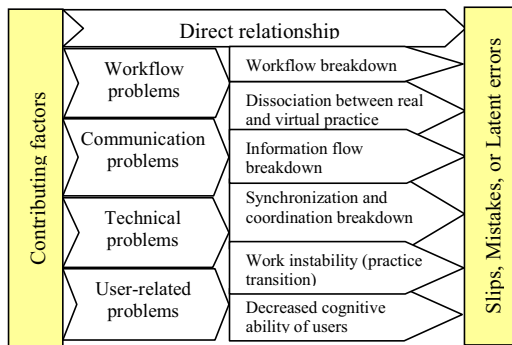 Direct relationship
Contributing factors
Workflow
problems
Communication
problems
Technical
problems
User-related
problems
Workflow breakdown
Dissociation between real
and virtual practice
Information flow
breakdown
Synchronization and
coordination breakdown
Work instability (practice
transition)
Decreased cognitive
ability of users
Slips, Mistakes, or Latent errors